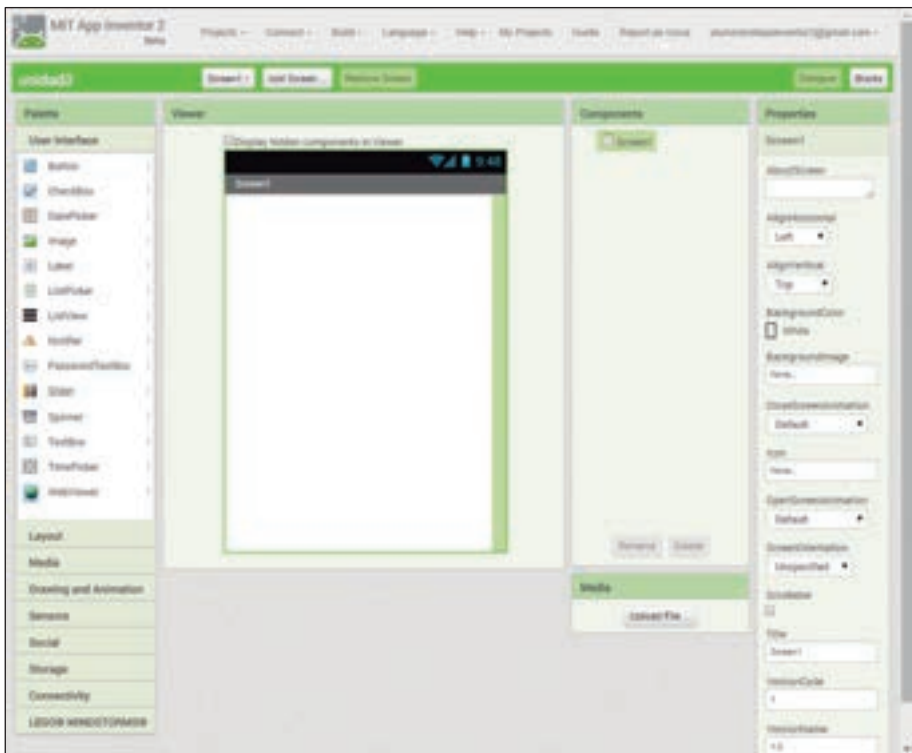 MIT App Inventor 2
Beta
Projects
Connect
Build
Language
Help
My Projects
Guide
Report an Issue
unidad3
Screen1
Add Screen ...
Remove Screen
Designer
Blocks
Palette
User Interface
Button
CheckBox
DatePicker
Image
Label
ListPicker
ListView
Notifier
PasswordTextBox
Slider
Spinner
TextBox
TimePicker
WebViewer
Layout
Media
Drawing and Animation
Sensors
Social
Storage
Connectivity
LEGO® MINDSTORMS®
Viewer
Display hidden components in Viewer
9:48
Screen1
Components
Screen1
Rename
Delete
Media
Upload File ...
Properties
Screen1
AboutScreen
AlignHorizontal
Left
AlignVertical
Top
BackgroundColor
White
BackgroundImage
None...
CloseScreenAnimation
Default
Icon
None...
OpenScreenAnimation
Default
ScreenOrientation
Unspecified
Scrollable
Title
Screen1
VersionCode
1
VersionName
1.0